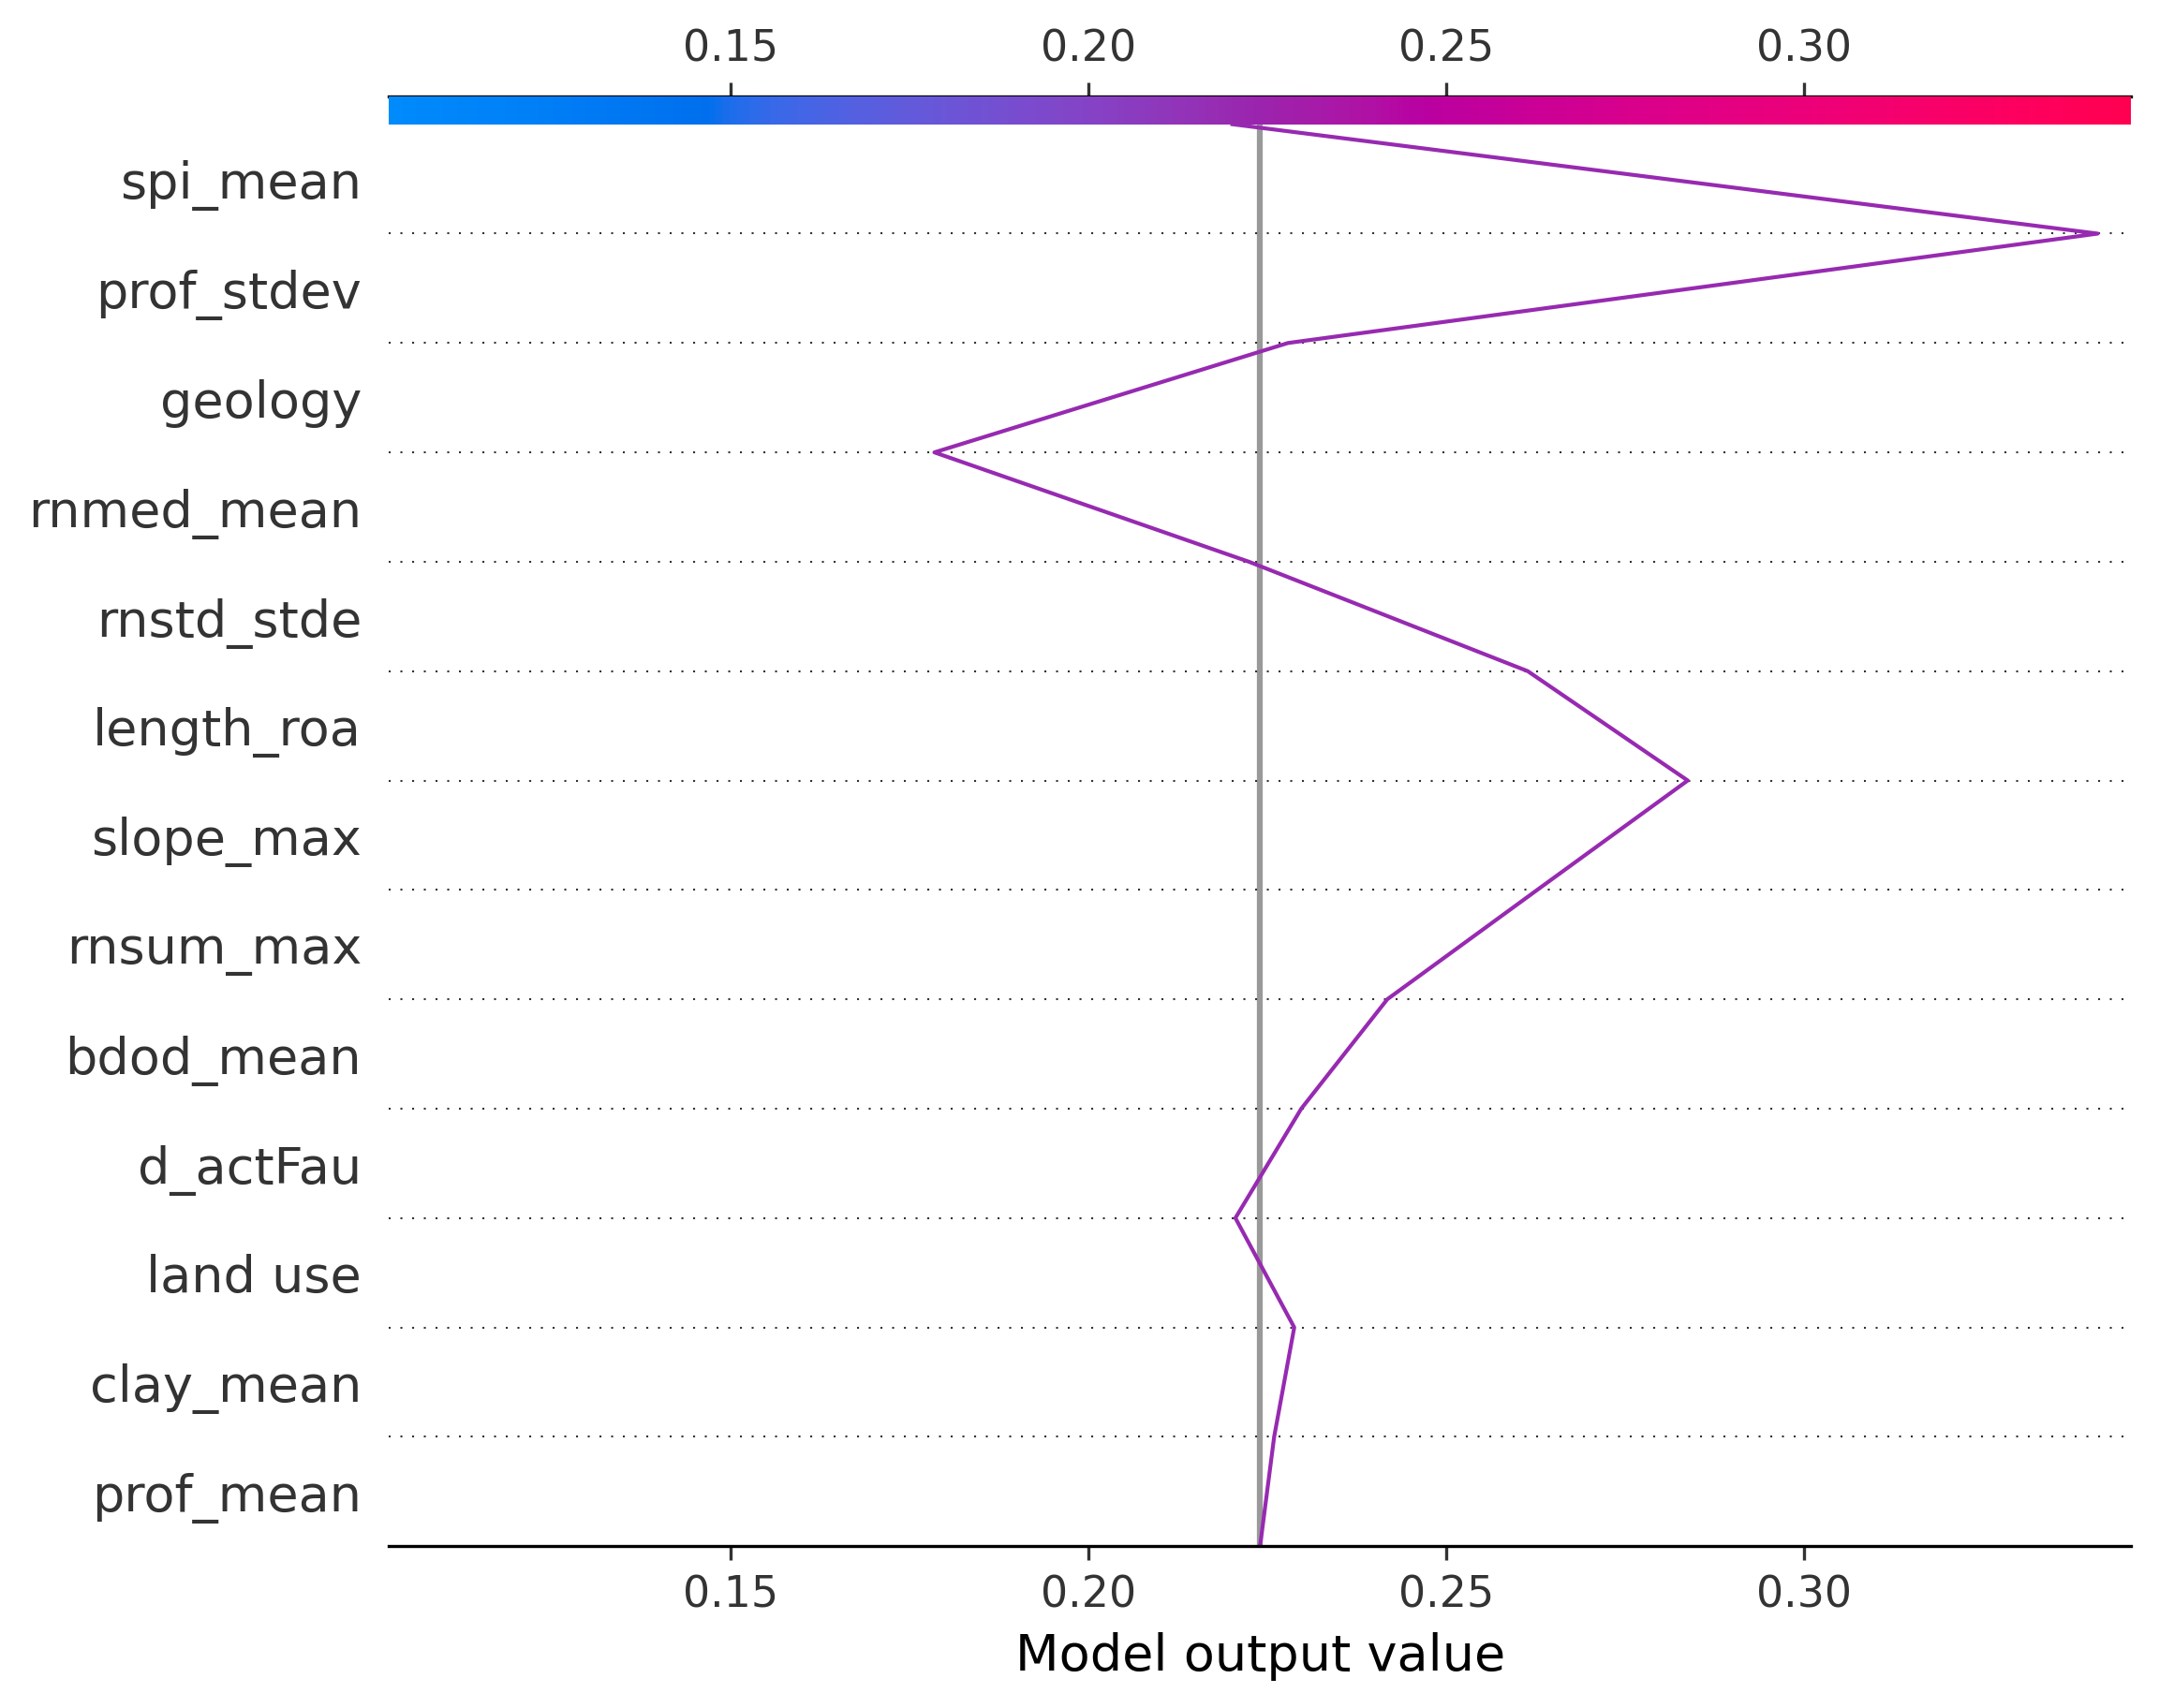 0.15 0.20 0.25 0.30
spi_mean
prof_stdev
geology
rnmed_mean
rnstd_stde
length_roa
slope_max
rnsum_max
bdod_mean
d_actFau
land use
clay_mean
prof_mean
0.15 0.20 0.25 0.30
Model output value